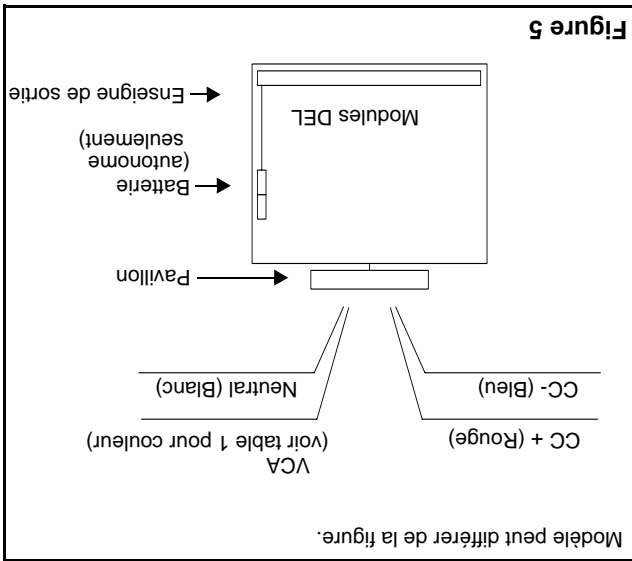 Modèle peut différer de la figure.
CC + (Rouge)
CC- (Bleu)
VCA
(voir table 1 pour couleur)
Neutral (Blanc)
Pavillon
Batterie
(autonome
seulement)
Modules DEL
Enseigne de sortie
Figure 5